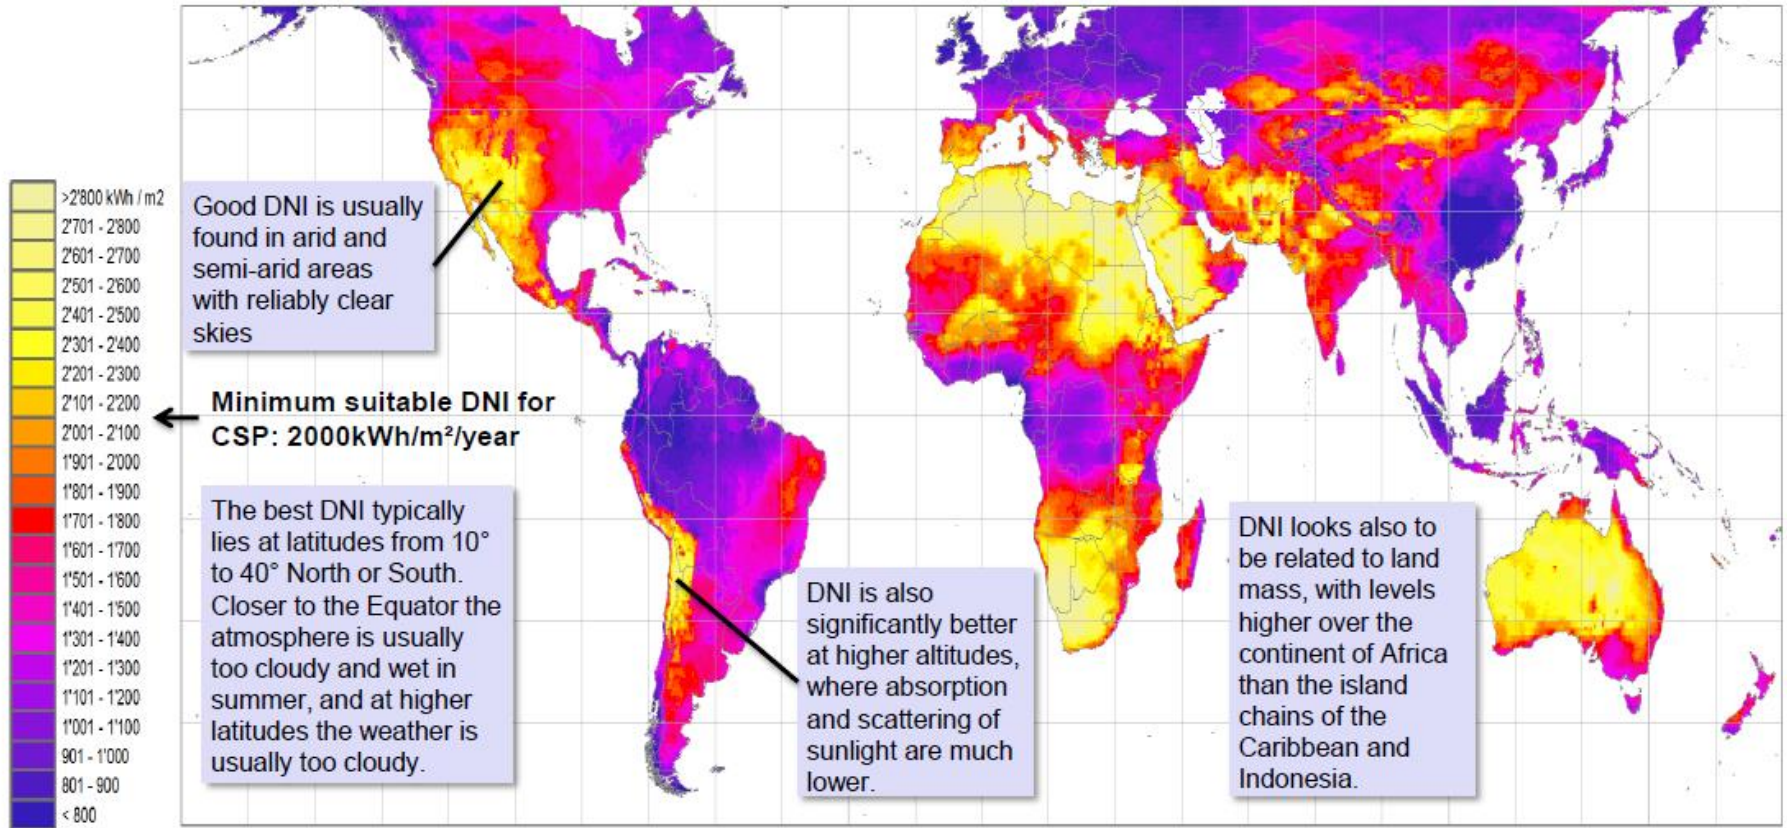 >2'800 kWh / m2
2'701 - 2'800
2'601 - 2'700
2'501 - 2'600
2'401 - 2'500
2'301 - 2'400
2'201 - 2'300
2'101 - 2'200
2'001 - 2'100
1'901 - 2'000
1'801 - 1'900
1'701 - 1'800
1'601 - 1'700
1'501 - 1'600
1'401 - 1'500
1'301 - 1'400
1'201 - 1'300
1'101 - 1'200
1'001 - 1'100
901 - 1'000
801 - 900
< 800
Good DNI is usually
found in arid and
semi-arid areas
with reliably clear
skies
Minimum suitable DNI for
CSP: 2000kWh/m²/year
The best DNI typically
lies at latitudes from 10°
to 40° North or South.
Closer to the Equator the
atmosphere is usually
too cloudy and wet in
summer, and at higher
latitudes the weather is
usually too cloudy.
DNI is also
significantly better
at higher altitudes,
where absorption
and scattering of
sunlight are much
lower.
DNI looks also to
be related to land
mass, with levels
higher over the
continent of Africa
than the island
chains of the
Caribbean and
Indonesia.